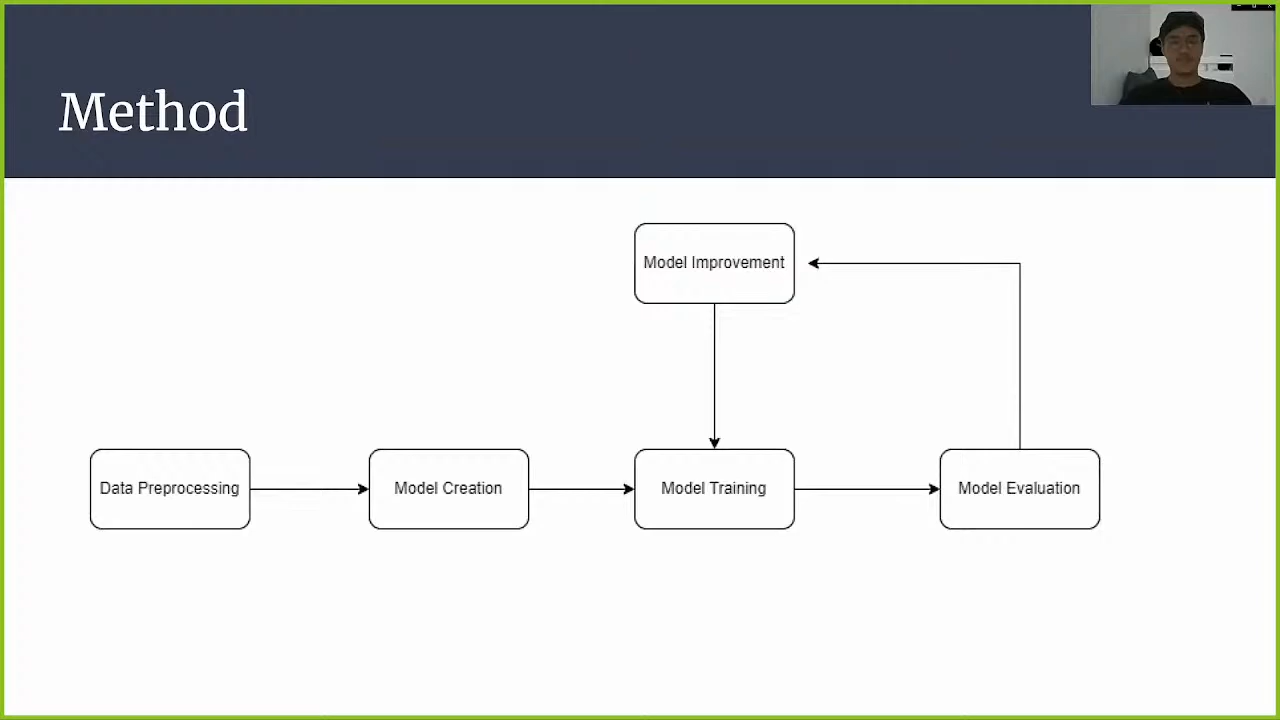 Method
Model Improvement
Data Preprocessing
Model Creation
Model Training
Model Evaluation